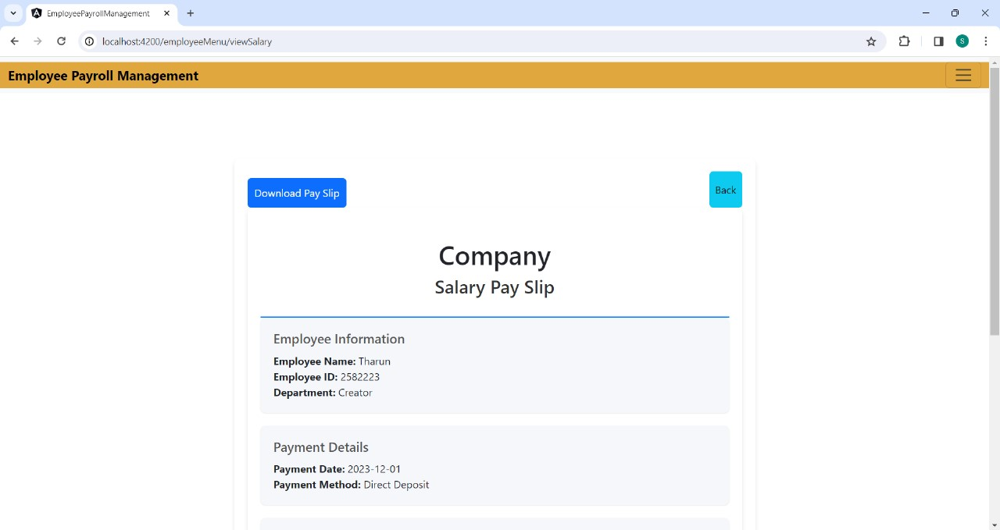 EmployeePayrollManagement
localhost:4200/employeeMenu/viewSalary
S
Employee Payroll Management
Download Pay Slip
Back
Company
Salary Pay Slip
Employee Information
Employee Name: Tharun
Employee ID: 2582223
Department: Creator
Payment Details
Payment Date: 2023-12-01
Payment Method: Direct Deposit